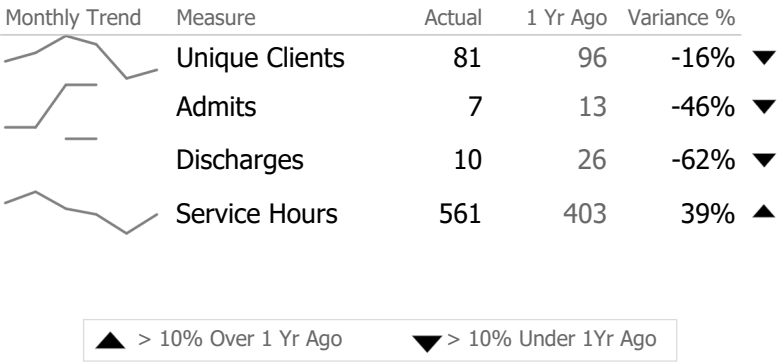 Monthly Trend Measure Actual 1 Yr Ago Variance %
Unique Clients 81 96 -16% ▼
Admits 7 13 -46% ▼
Discharges 10 26 -62% ▼
Service Hours 561 403 39% ▲
▲ > 10% Over 1 Yr Ago ▼ > 10% Under 1Yr Ago